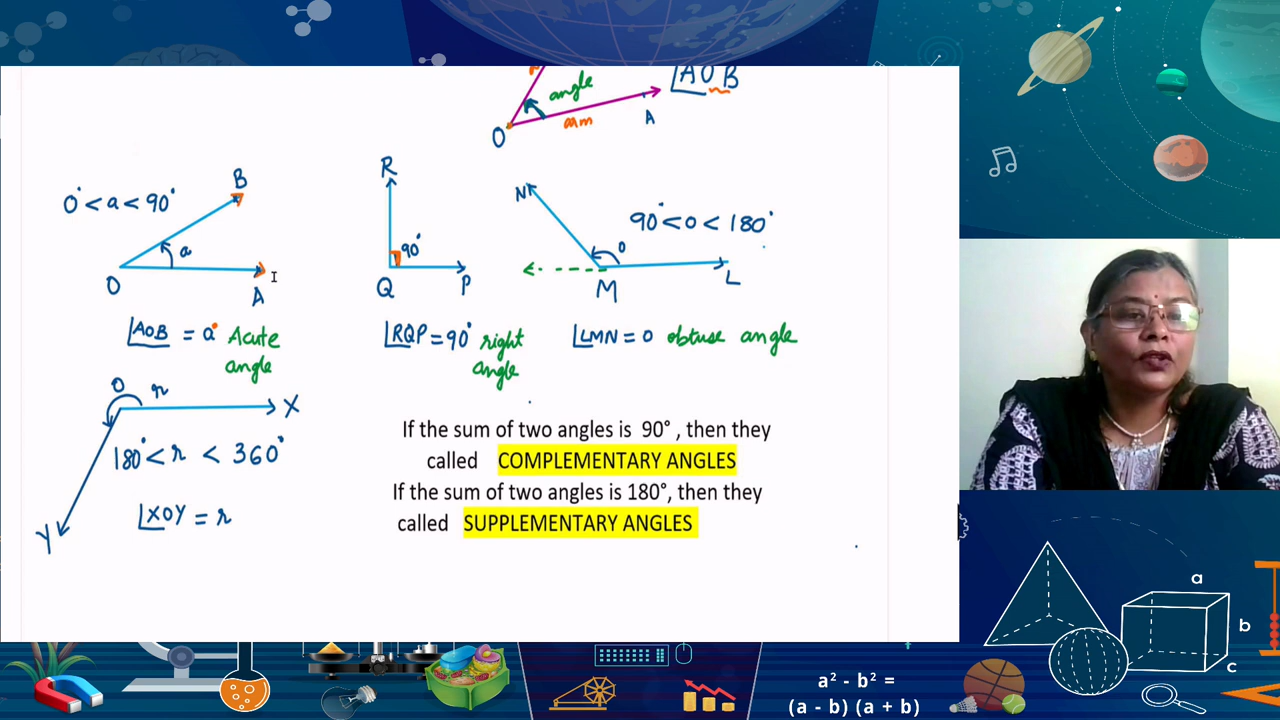 angle
∠AOB
arm
O
A
0° < a < 90°
B
a
O
A
∠AOB = a° Acute
angle
R
90°
Q
P
∠RQP = 90° right
angle
N
90° < o < 180°
o
M
L
∠LMN = o obtuse angle
O
r
X
180° < r < 360°
Y
∠XOY = r
If the sum of two angles is 90° , then they
called COMPLEMENTARY ANGLES
If the sum of two angles is 180°, then they
called SUPPLEMENTARY ANGLES
a
b
c
a² - b² =
(a - b) (a + b)